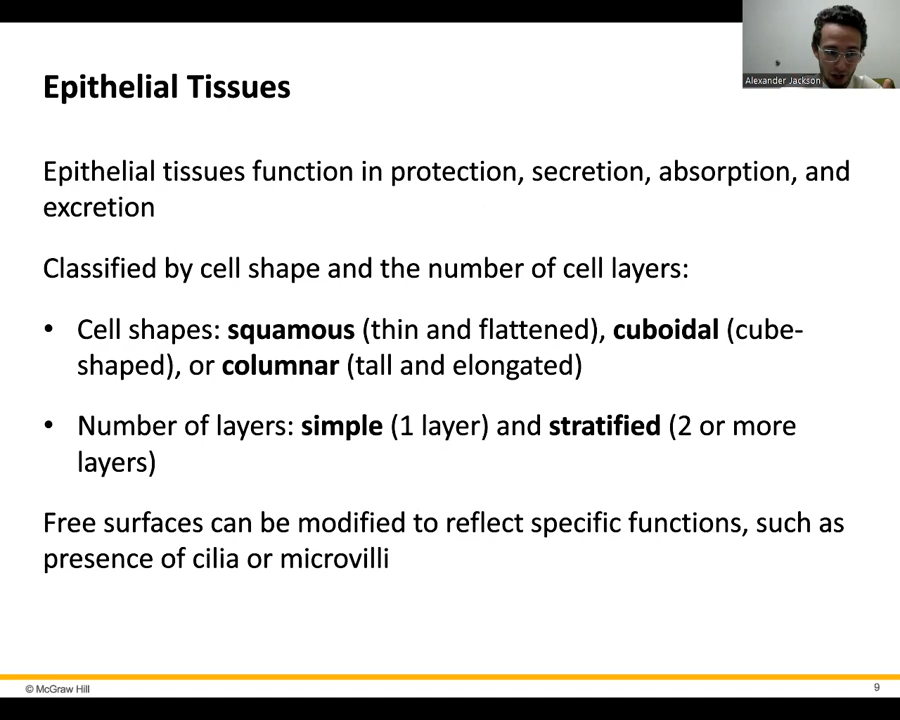 Alexander Jackson
Epithelial Tissues
Epithelial tissues function in protection, secretion, absorption, and
excretion
Classified by cell shape and the number of cell layers:
• Cell shapes: squamous (thin and flattened), cuboidal (cube-
shaped), or columnar (tall and elongated)
• Number of layers: simple (1 layer) and stratified (2 or more
layers)
Free surfaces can be modified to reflect specific functions, such as
presence of cilia or microvilli
© McGraw Hill
9